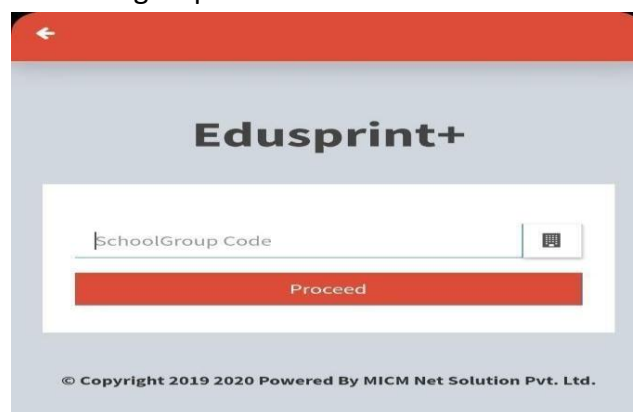 Edusprint+
SchoolGroup Code
Proceed
© Copyright 2019 2020 Powered By MICM Net Solution Pvt. Ltd.